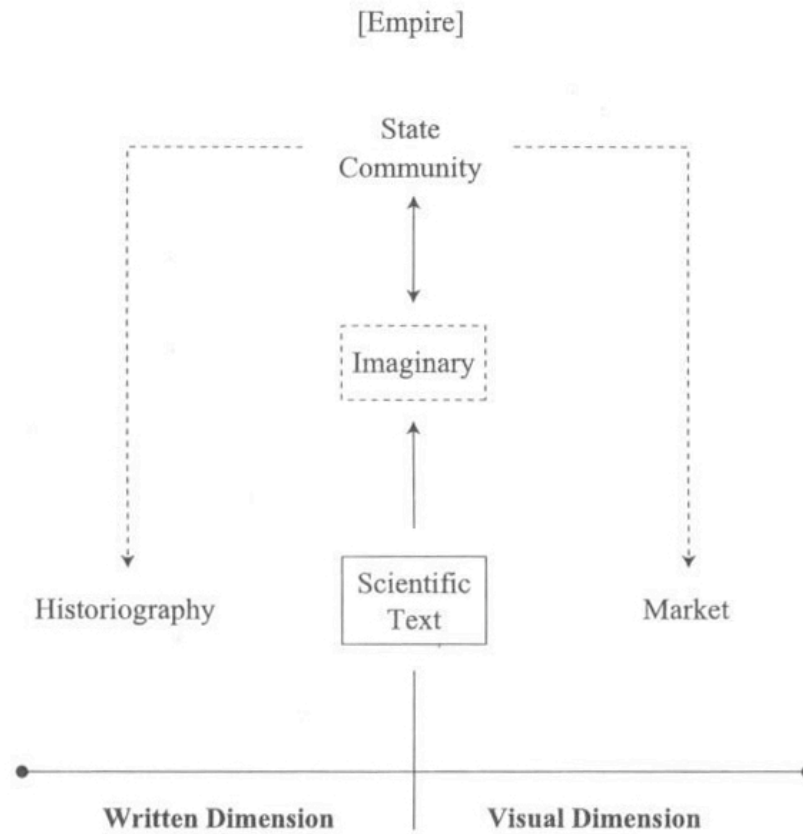 [Empire]
State
Community
Imaginary
Scientific
Text
Historiography
Market
Written Dimension
Visual Dimension